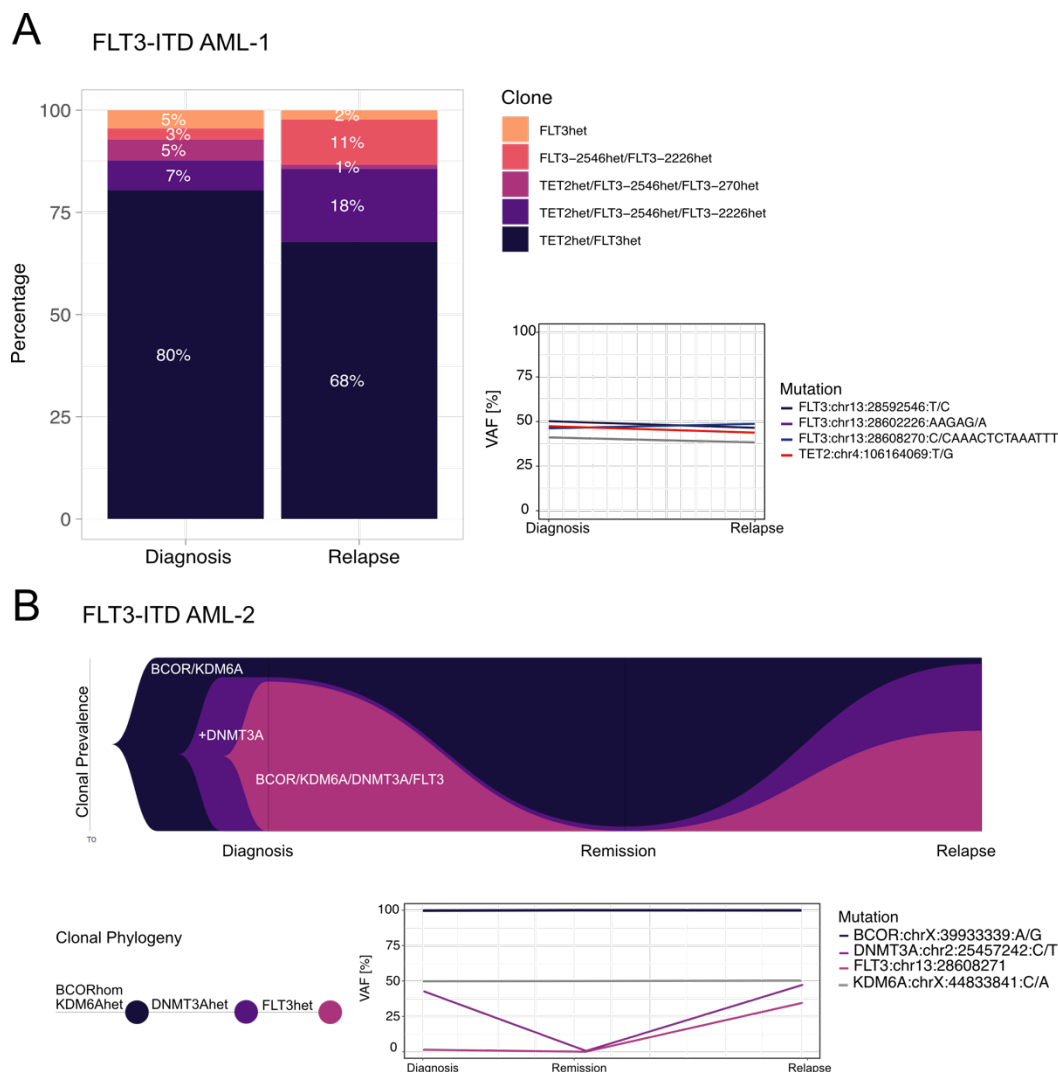 A
FLT3-ITD AML-1
100
75
50
25
0
Percentage
5%
3%
5%
7%
80%
2%
11%
1%
18%
68%
Diagnosis
Relapse
Clone
FLT3het
FLT3−2546het/FLT3−2226het
TET2het/FLT3−2546het/FLT3−270het
TET2het/FLT3−2546het/FLT3−2226het
TET2het/FLT3het
100
75
50
25
0
VAF [%]
Diagnosis
Relapse
Mutation
FLT3:chr13:28592546:T/C
FLT3:chr13:28602226:AAGAG/A
FLT3:chr13:28608270:C/CAAACTCTAAATTT
TET2:chr4:106164069:T/G
B
FLT3-ITD AML-2
Clonal Prevalence
T0
BCOR/KDM6A
+DNMT3A
BCOR/KDM6A/DNMT3A/FLT3
Diagnosis
Remission
Relapse
Clonal Phylogeny
BCORhom
KDM6Ahet
DNMT3Ahet
FLT3het
100
75
50
25
0
VAF [%]
Diagnosis
Remission
Relapse
Mutation
BCOR:chrX:39933339:A/G
DNMT3A:chr2:25457242:C/T
FLT3:chr13:28608271
KDM6A:chrX:44833841:C/A